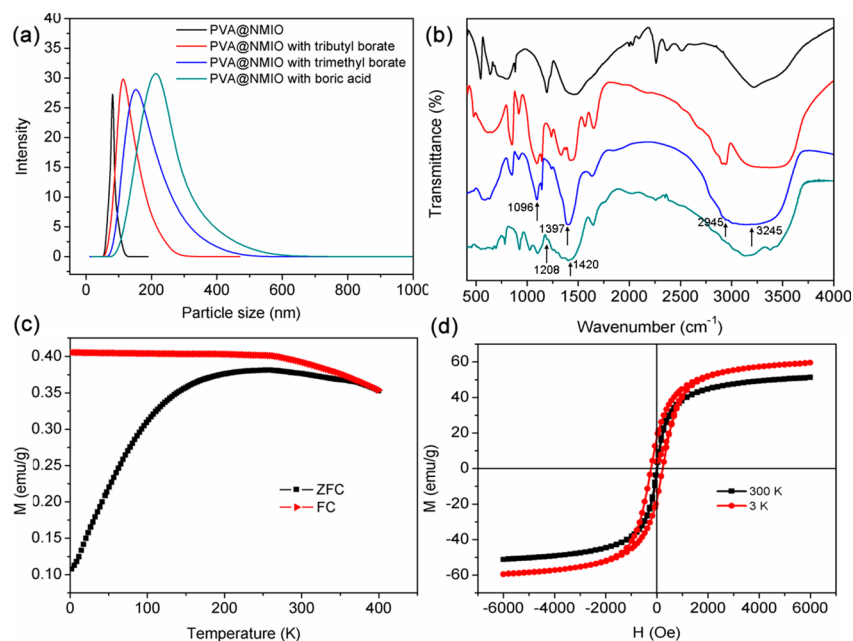 (a)
PVA@NMIO
PVA@NMIO with tributyl borate
PVA@NMIO with trimethyl borate
PVA@NMIO with boric acid
40
35
30
25
20
15
10
5
0
Intensity
0 200 400 600 800 1000
Particle size (nm)
(b)
Transmittance (%)
1096
1397
1208
1420
2945
3245
500 1000 1500 2000 2500 3000 3500 4000
Wavenumber (cm⁻¹)
(c)
0.40
0.35
0.30
0.25
0.20
0.15
0.10
M (emu/g)
ZFC
FC
0 100 200 300 400
Temperature (K)
(d)
60
40
20
0
-20
-40
-60
M (emu/g)
300 K
3 K
-6000 -4000 -2000 0 2000 4000 6000
H (Oe)